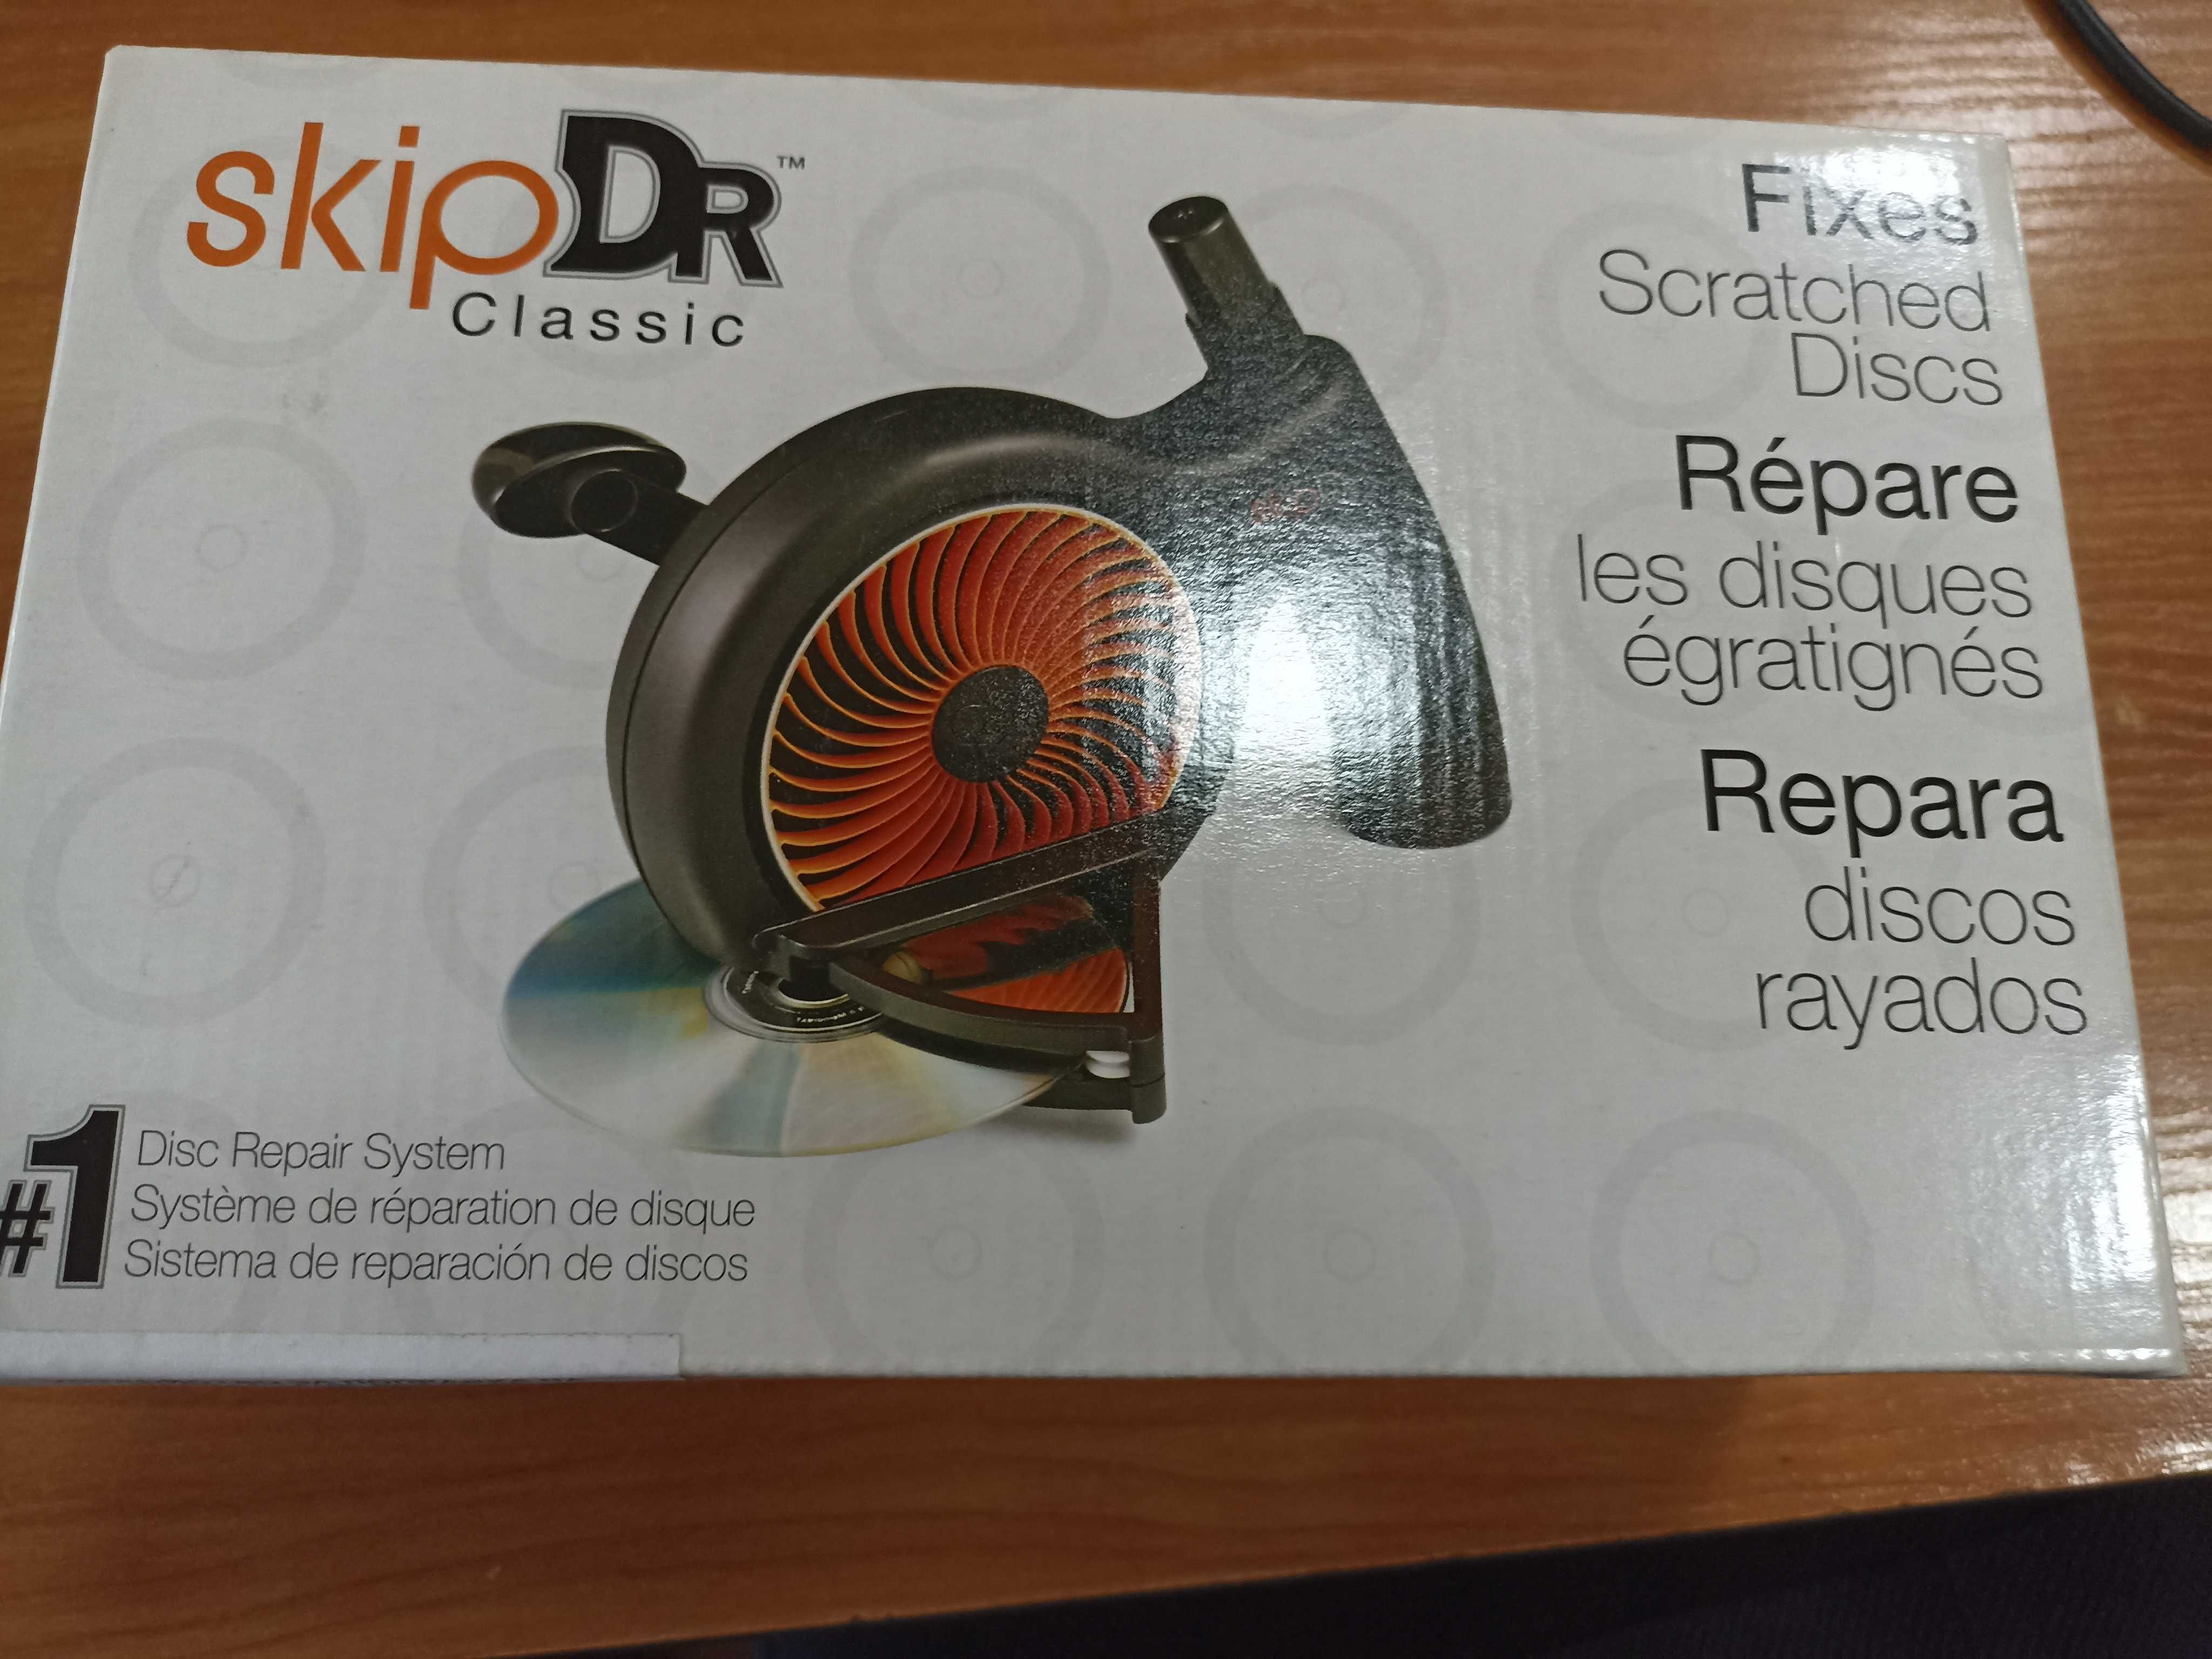 skipDR™
Classic
Fixes
Scratched
Discs
Répare
les disques
égratignés
Repara
discos
rayados
#1
Disc Repair System
Système de réparation de disque
Sistema de reparación de discos